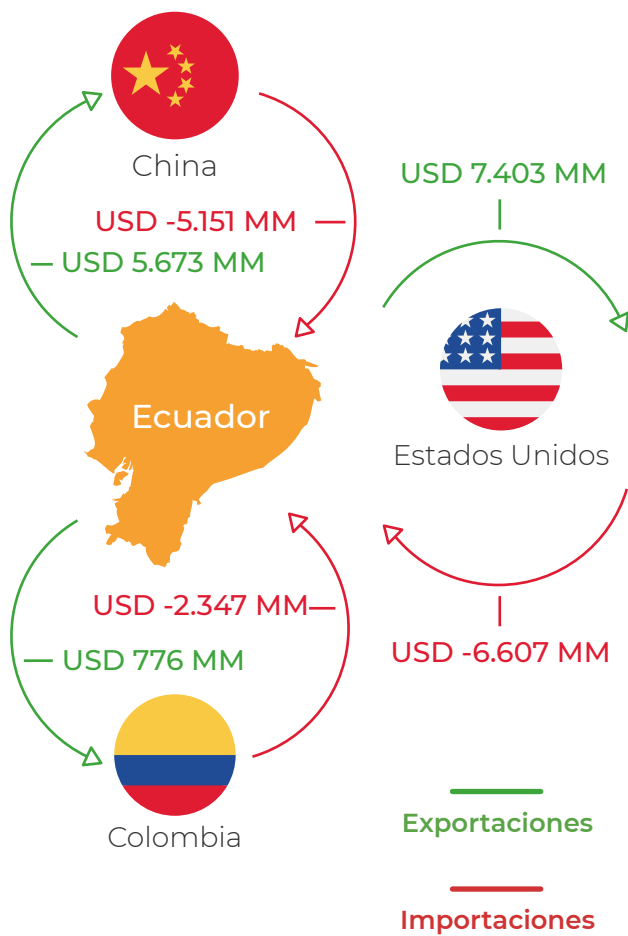 China
USD 7.403 MM
USD -5.151 MM
USD 5.673 MM
Ecuador
Estados Unidos
USD -2.347 MM
USD 776 MM
USD -6.607 MM
Colombia
Exportaciones
Importaciones